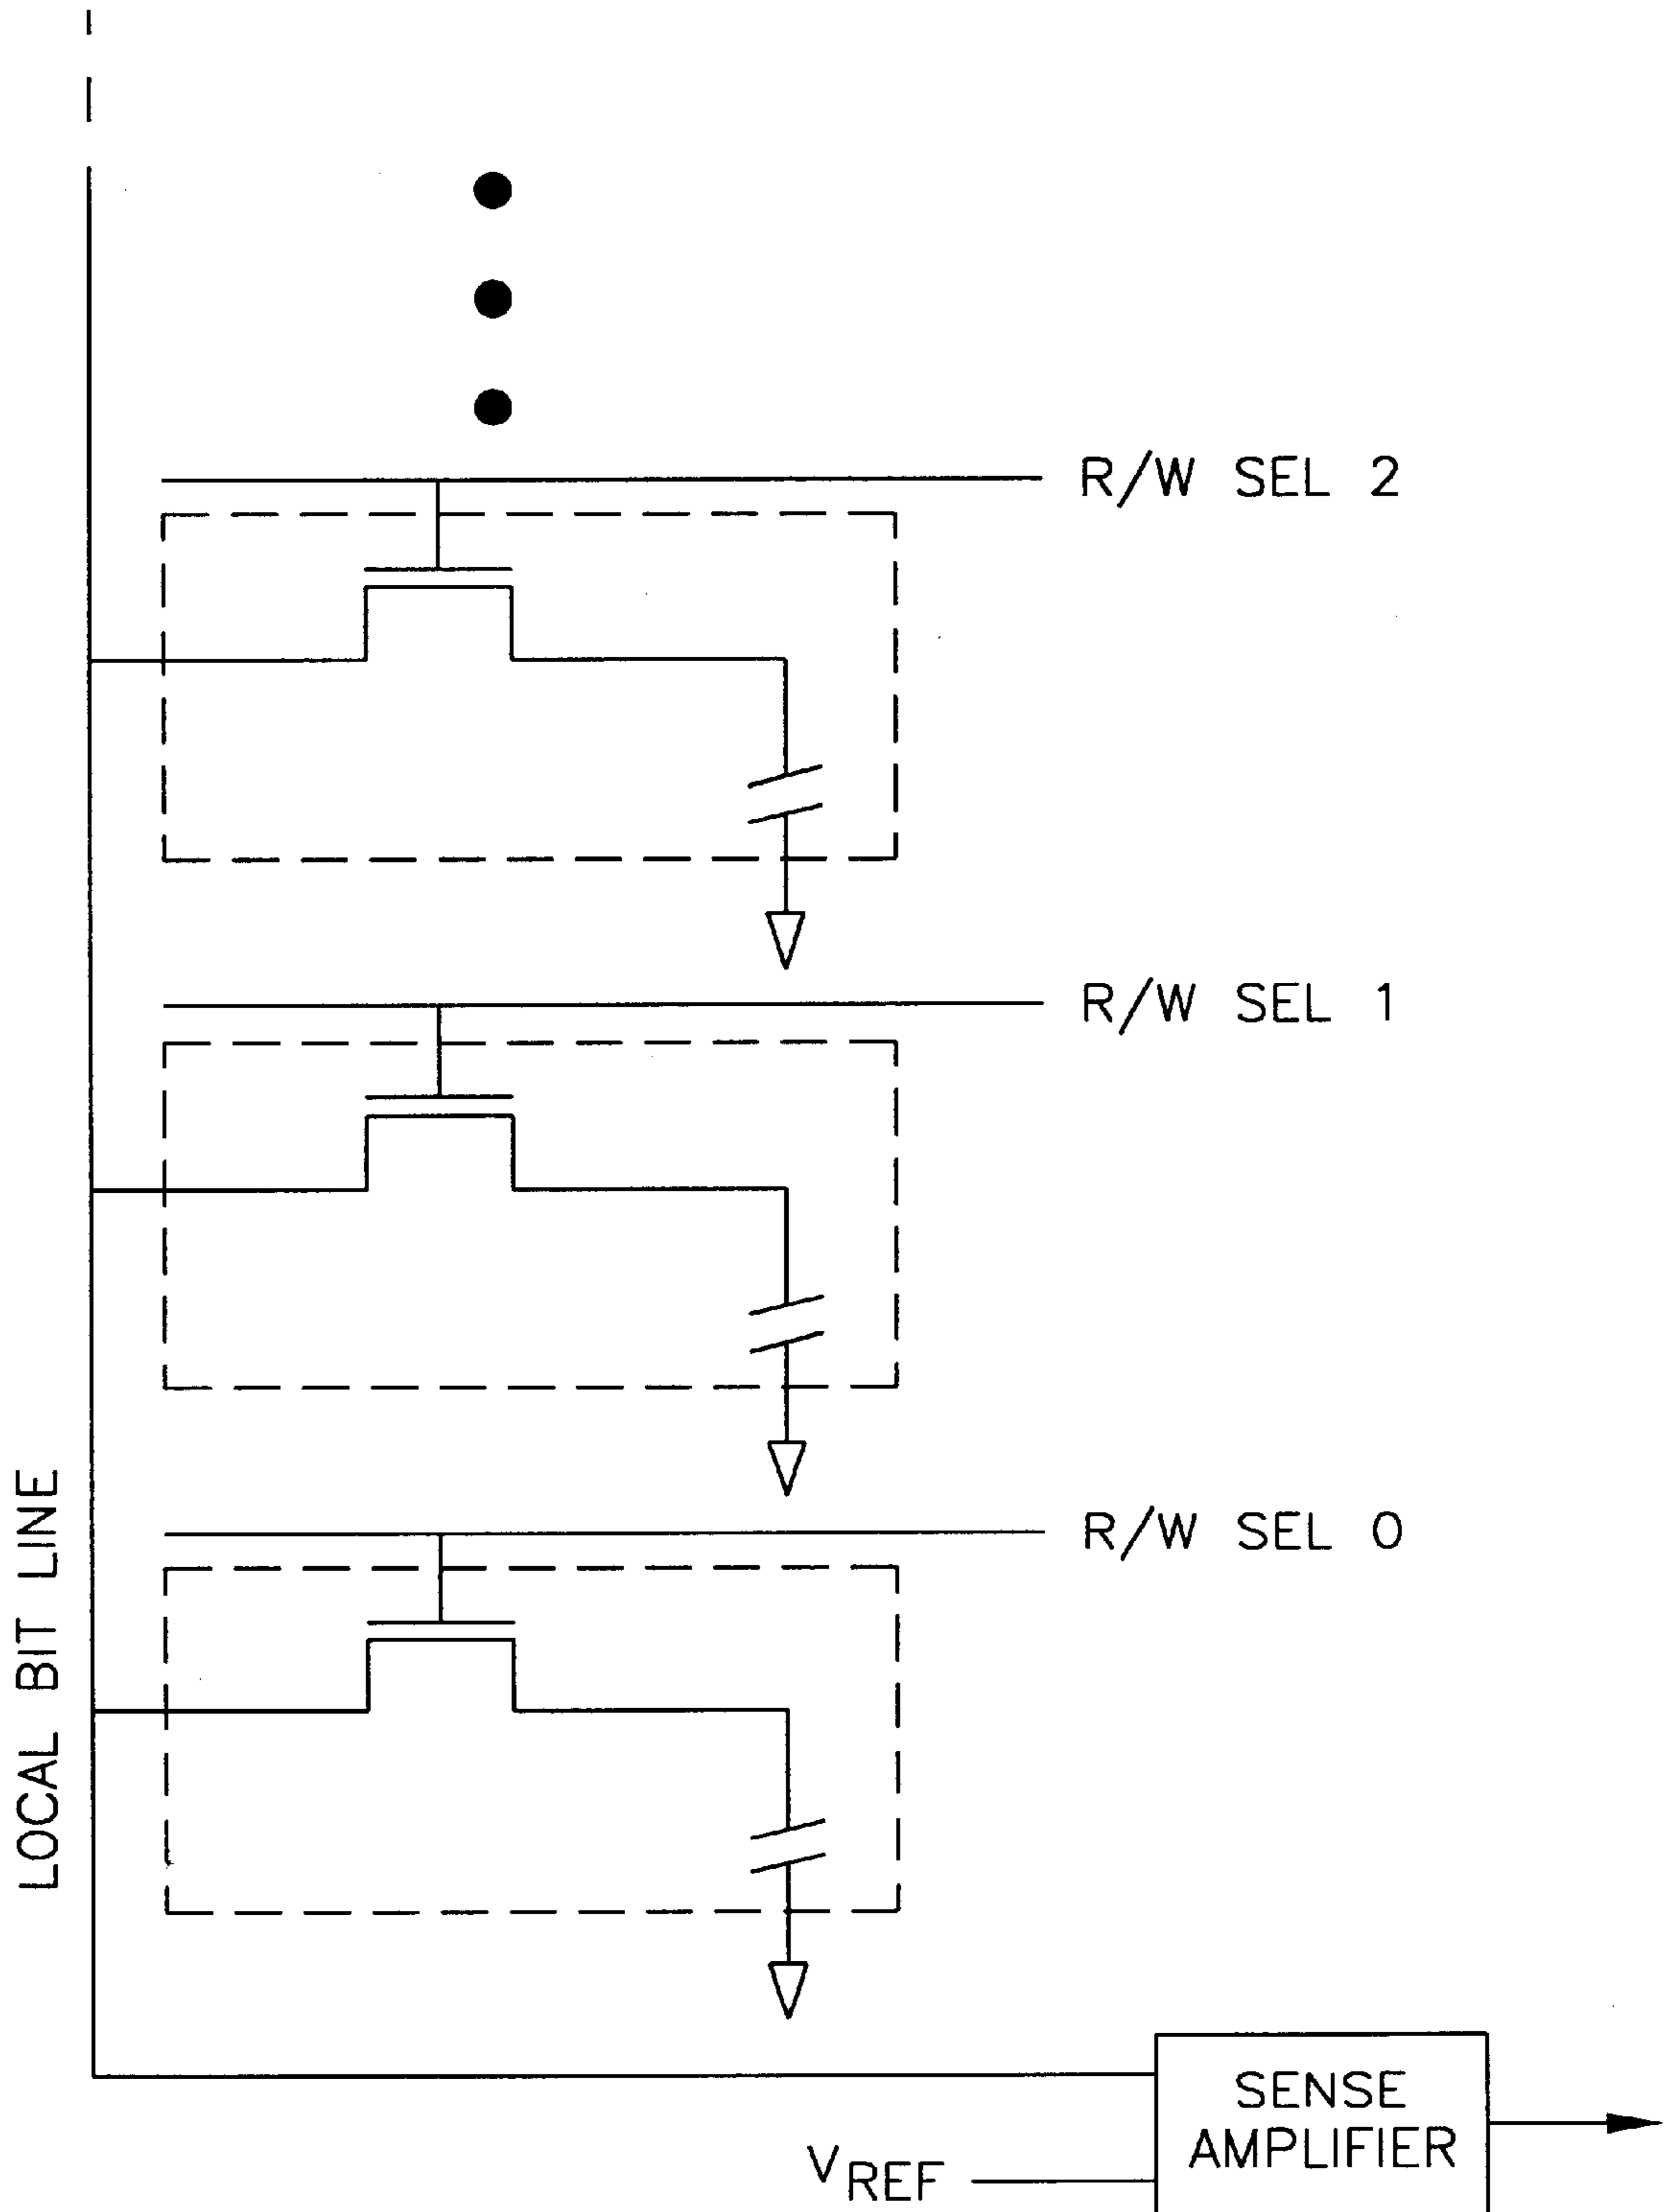 R/W SEL 2
R/W SEL 1
R/W SEL 0
LOCAL BIT LINE
SENSE
AMPLIFIER
VREF